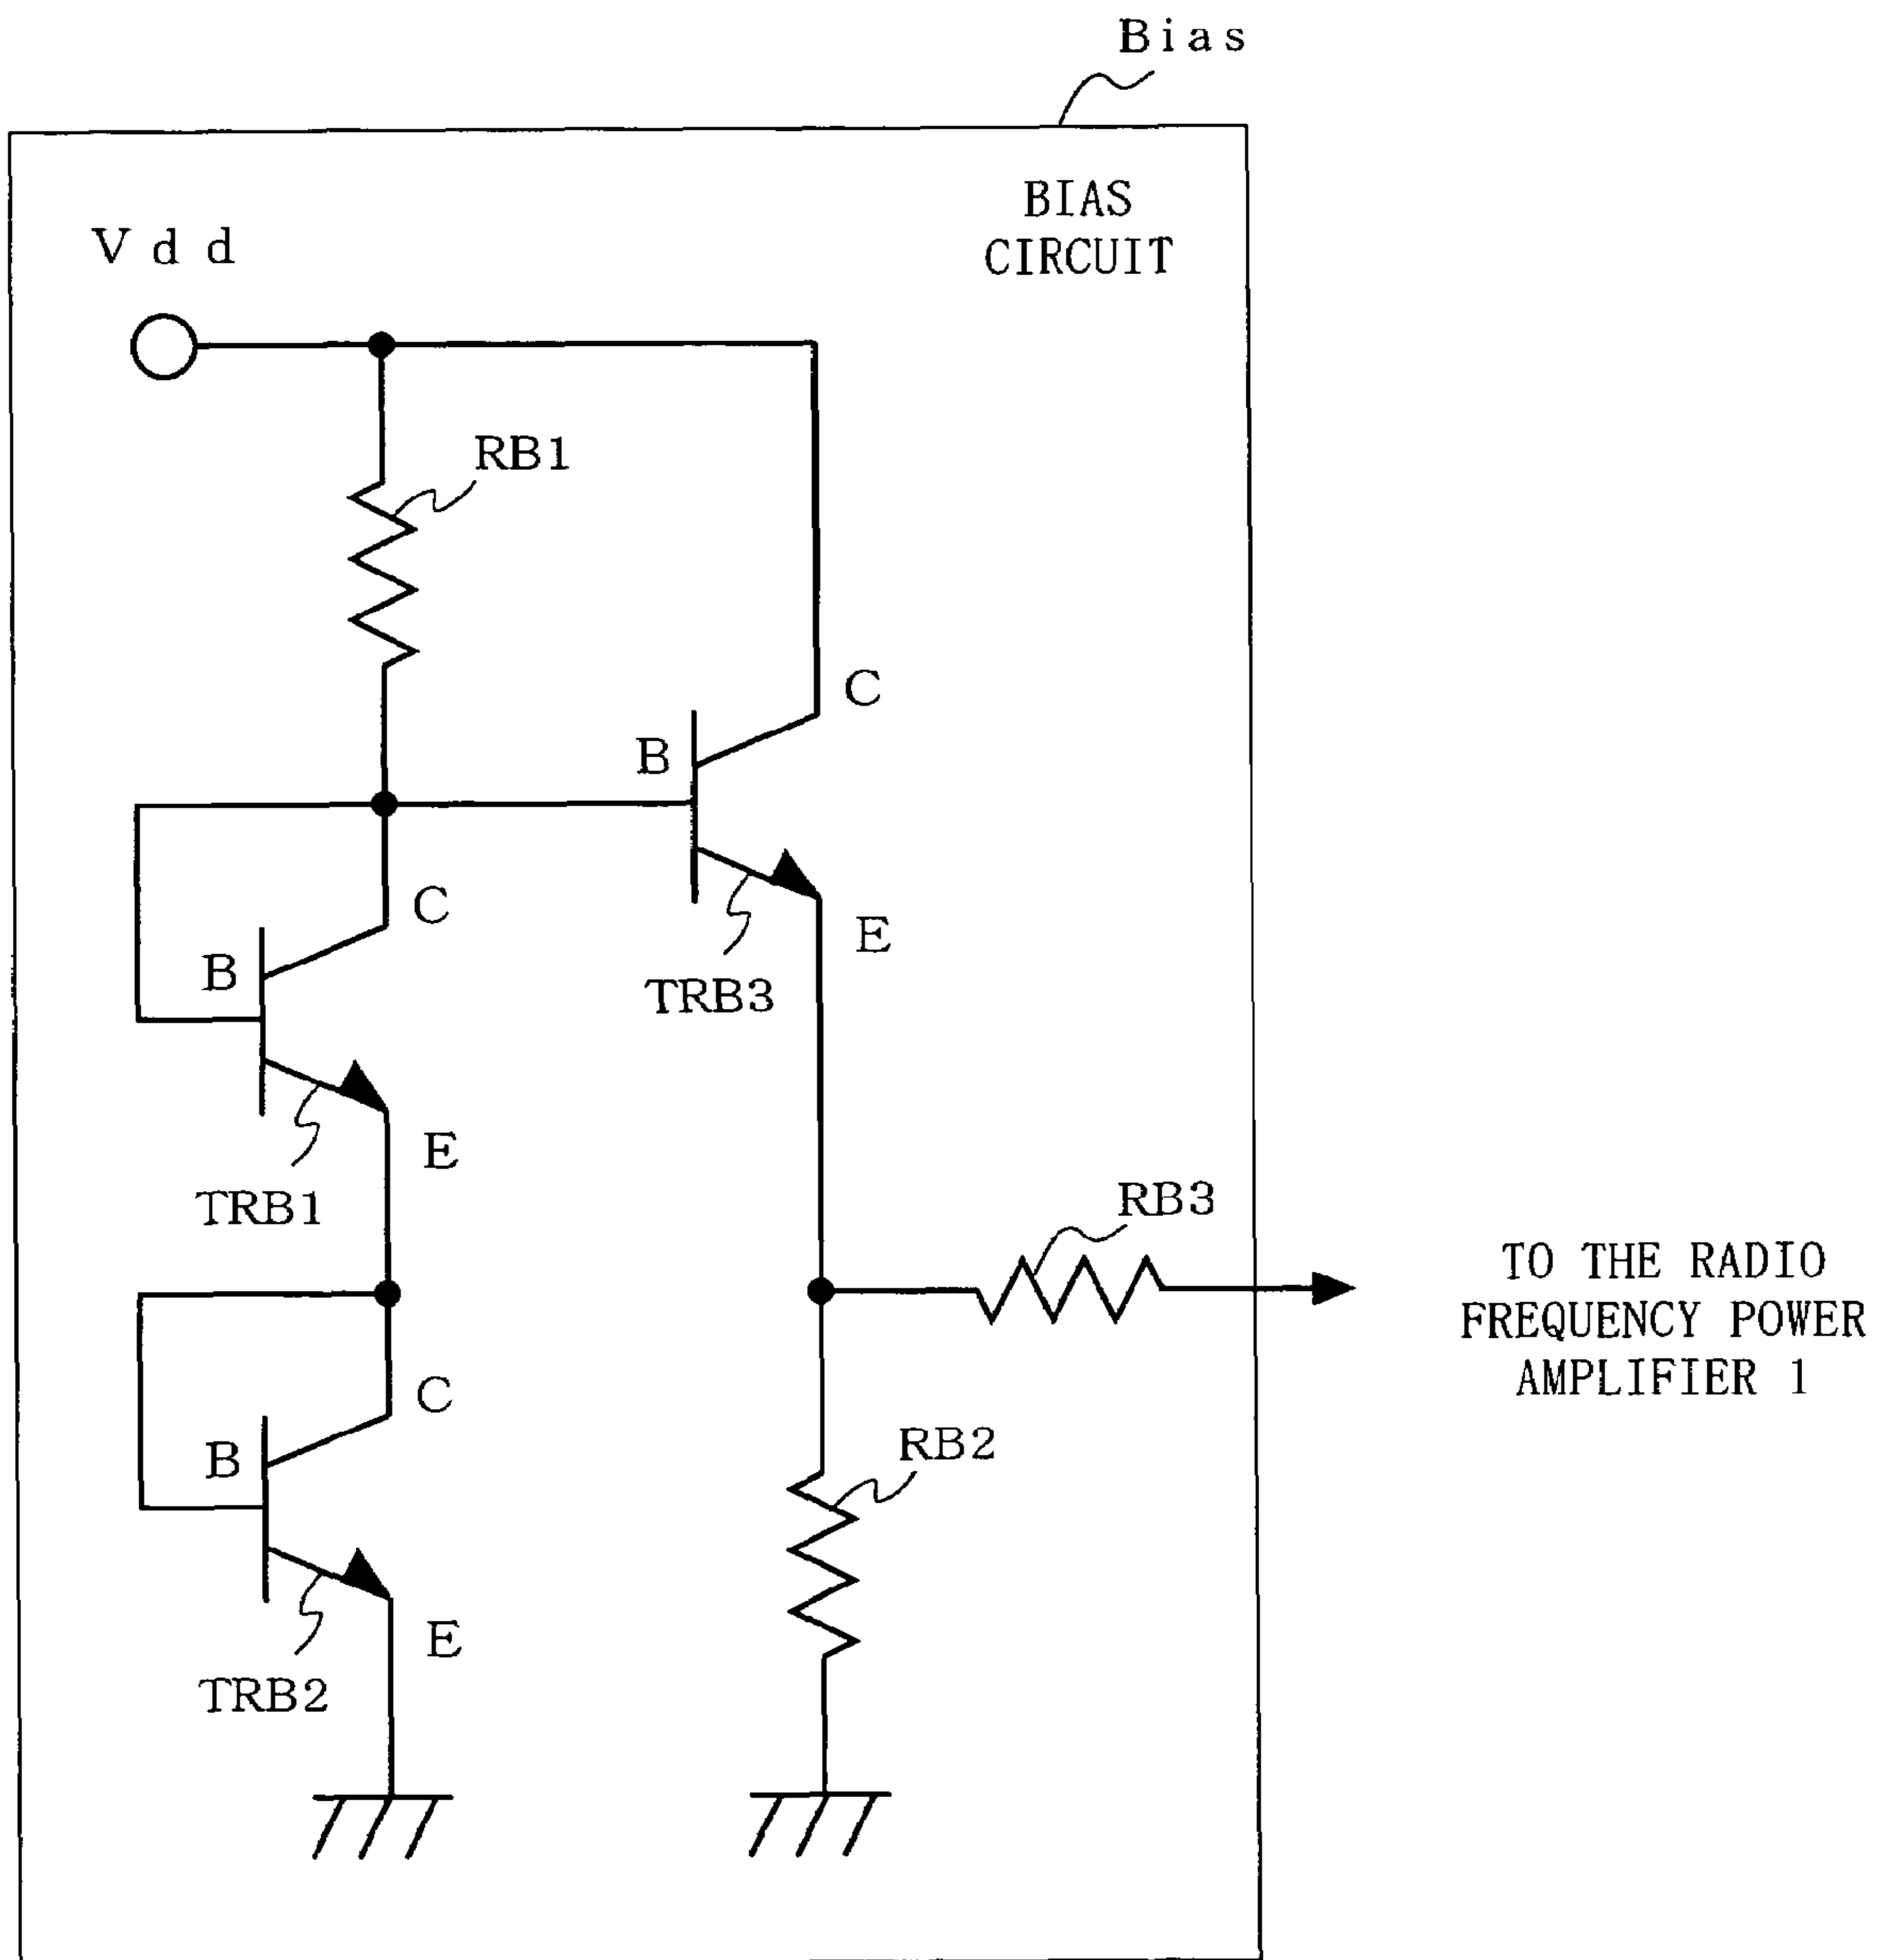 Bias
BIAS
CIRCUIT
Vdd
RB1
C
B
C
B
E
TRB3
E
TRB1
RB3
TO THE RADIO
FREQUENCY POWER
AMPLIFIER 1
C
RB2
B
E
TRB2